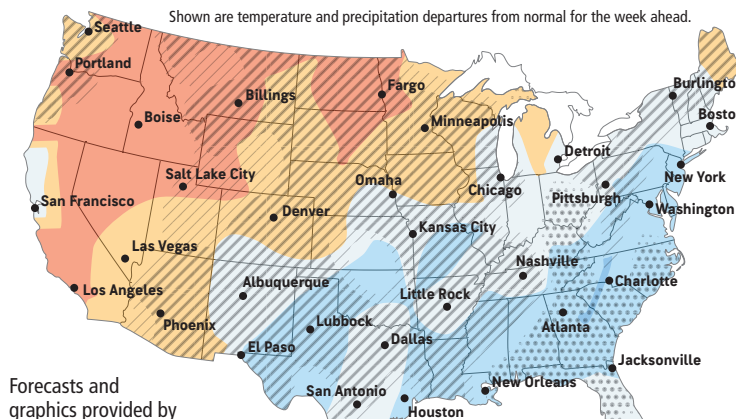 Shown are temperature and precipitation departures from normal for the week ahead.
Seattle
Portland
Billings
Fargo
Boise
Minneapolis
Burlington
Boston
Salt Lake City
Omaha
Chicago
Detroit
Pittsburgh
New York
San Francisco
Denver
Kansas City
Washington
Las Vegas
Albuquerque
Nashville
Charlotte
Los Angeles
Phoenix
Little Rock
Lubbock
Atlanta
El Paso
Dallas
Jacksonville
San Antonio
New Orleans
Houston
Forecasts and
graphics provided by